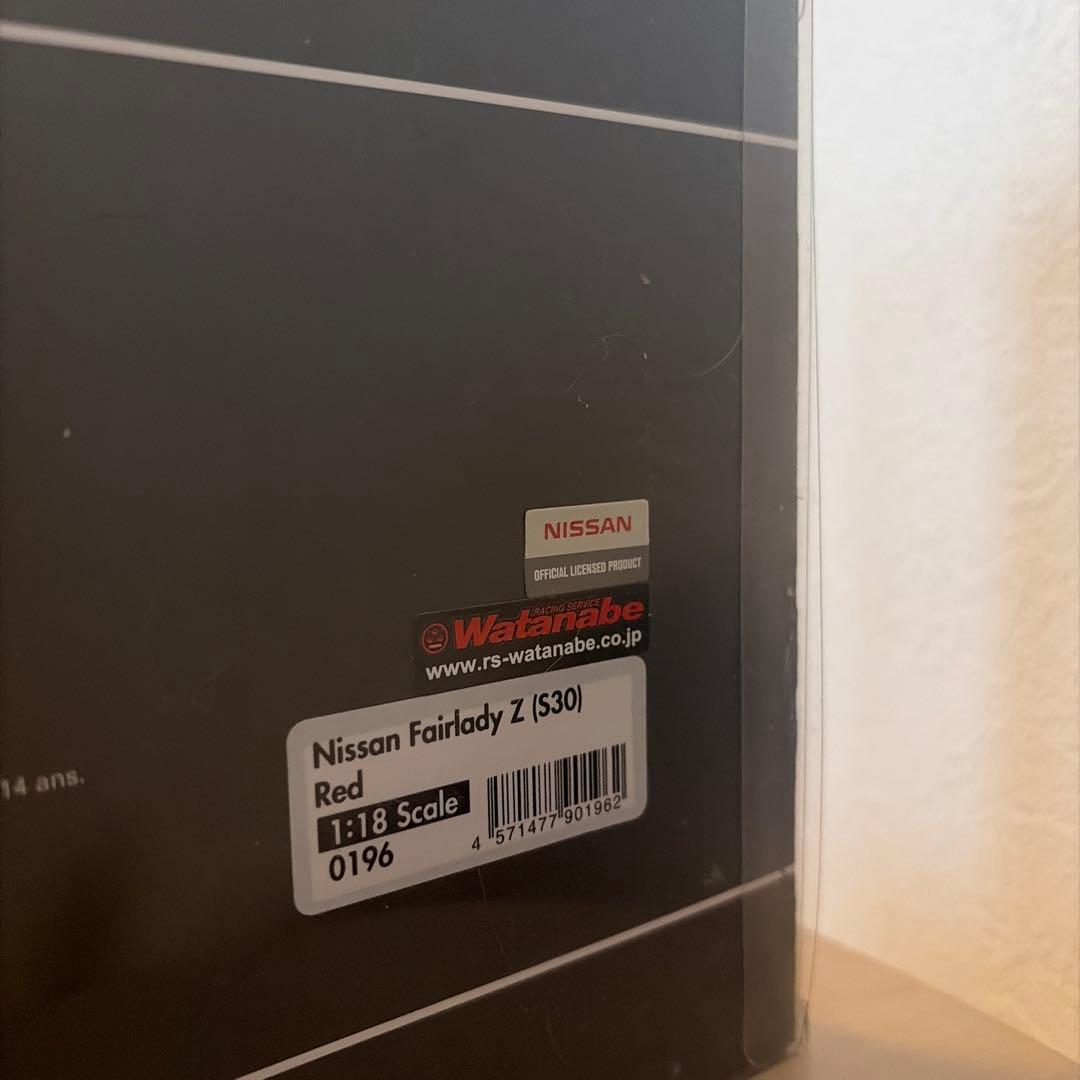 NISSAN
OFFICIAL LICENSED PRODUCT
RACING SERVICE
Watanabe
www.rs-watanabe.co.jp
Nissan Fairlady Z (S30)
Red
1:18 Scale
0196
4 571477 901962
14 ans.